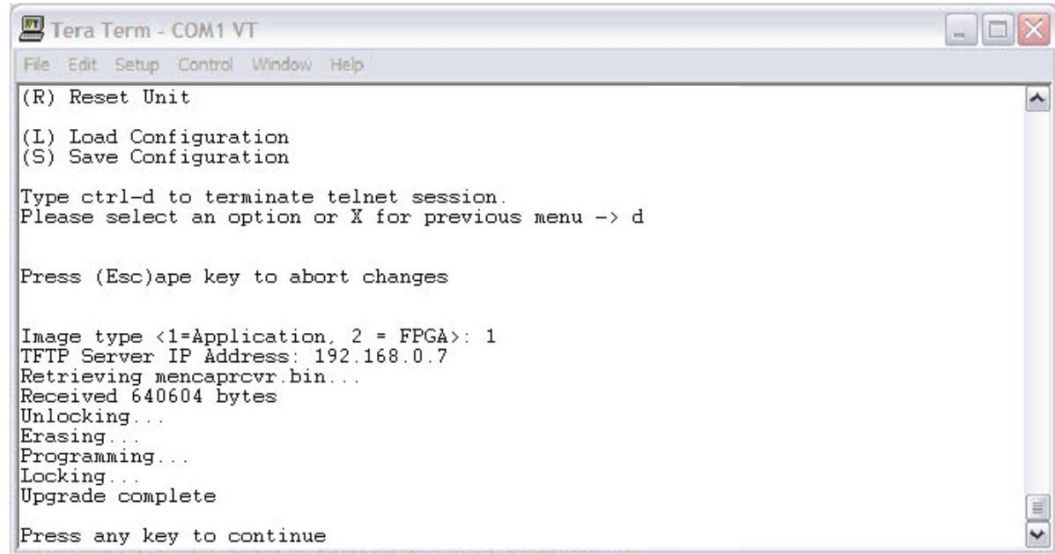 Tera Term - COM1 VT
File Edit Setup Control Window Help
(R) Reset Unit
(L) Load Configuration
(S) Save Configuration
Type ctrl-d to terminate telnet session.
Please select an option or X for previous menu -> d
Press (Esc)ape key to abort changes
Image type <1=Application, 2 = FPGA>: 1
TFTP Server IP Address: 192.168.0.7
Retrieving mencaprcvr.bin...
Received 640604 bytes
Unlocking...
Erasing...
Programming...
Locking...
Upgrade complete
Press any key to continue